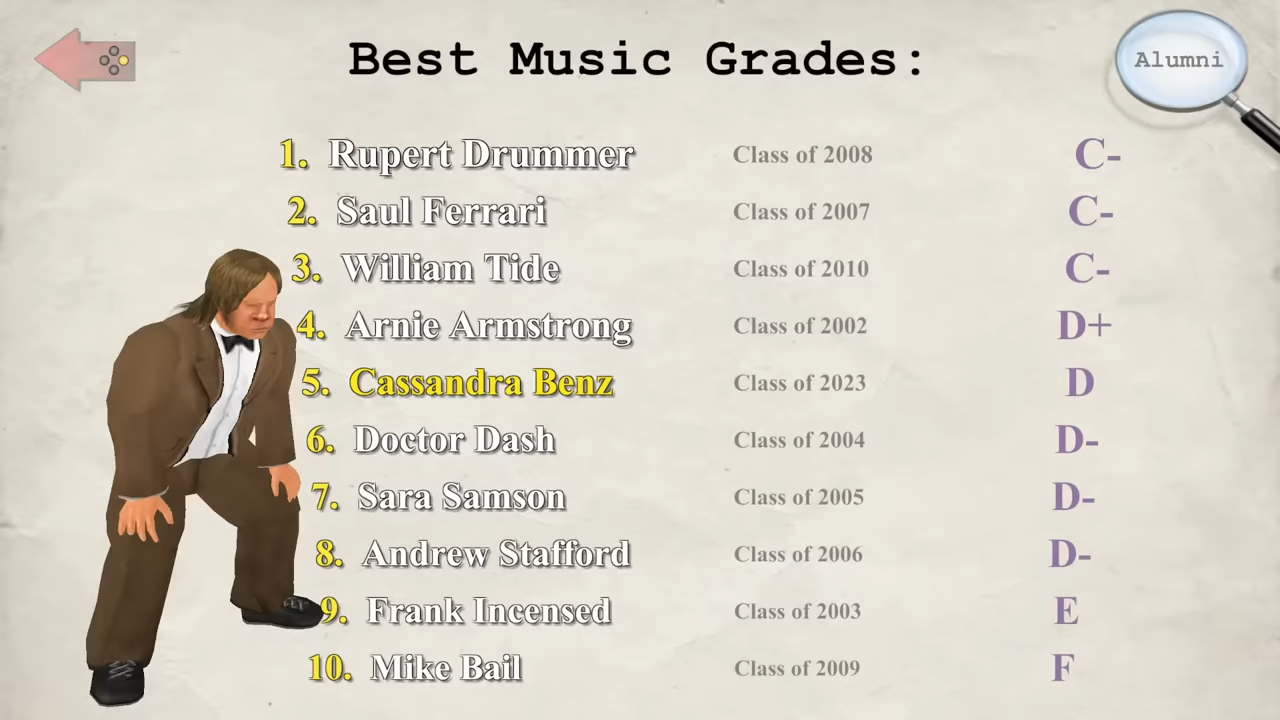 Best Music Grades:
Alumni
1. Rupert Drummer Class of 2008 C-
2. Saul Ferrari Class of 2007 C-
3. William Tide Class of 2010 C-
4. Arnie Armstrong Class of 2002 D+
5. Cassandra Benz Class of 2023 D
6. Doctor Dash Class of 2004 D-
7. Sara Samson Class of 2005 D-
8. Andrew Stafford Class of 2006 D-
9. Frank Incensed Class of 2003 E
10. Mike Bail Class of 2009 F